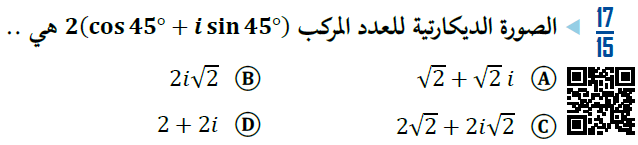 17/15 الصورة الديكارتية للعدد المركب 2(cos 45° + i sin 45°) هي ..
Ⓐ √2 + √2 i Ⓑ 2i√2
Ⓒ 2√2 + 2i√2 Ⓓ 2 + 2i